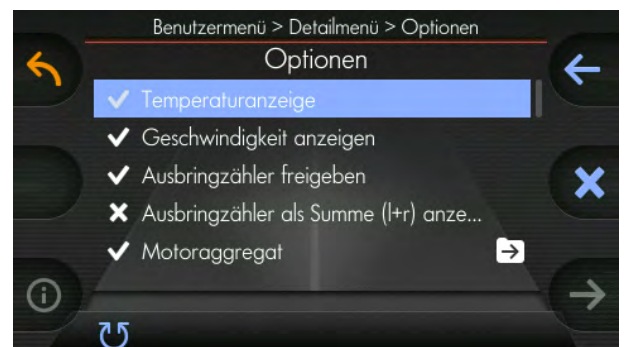 Benutzermenü > Detailmenü > Optionen
Optionen
Temperaturanzeige
Geschwindigkeit anzeigen
Ausbringzähler freigeben
Ausbringzähler als Summe (l+r) anze...
Motoraggregat